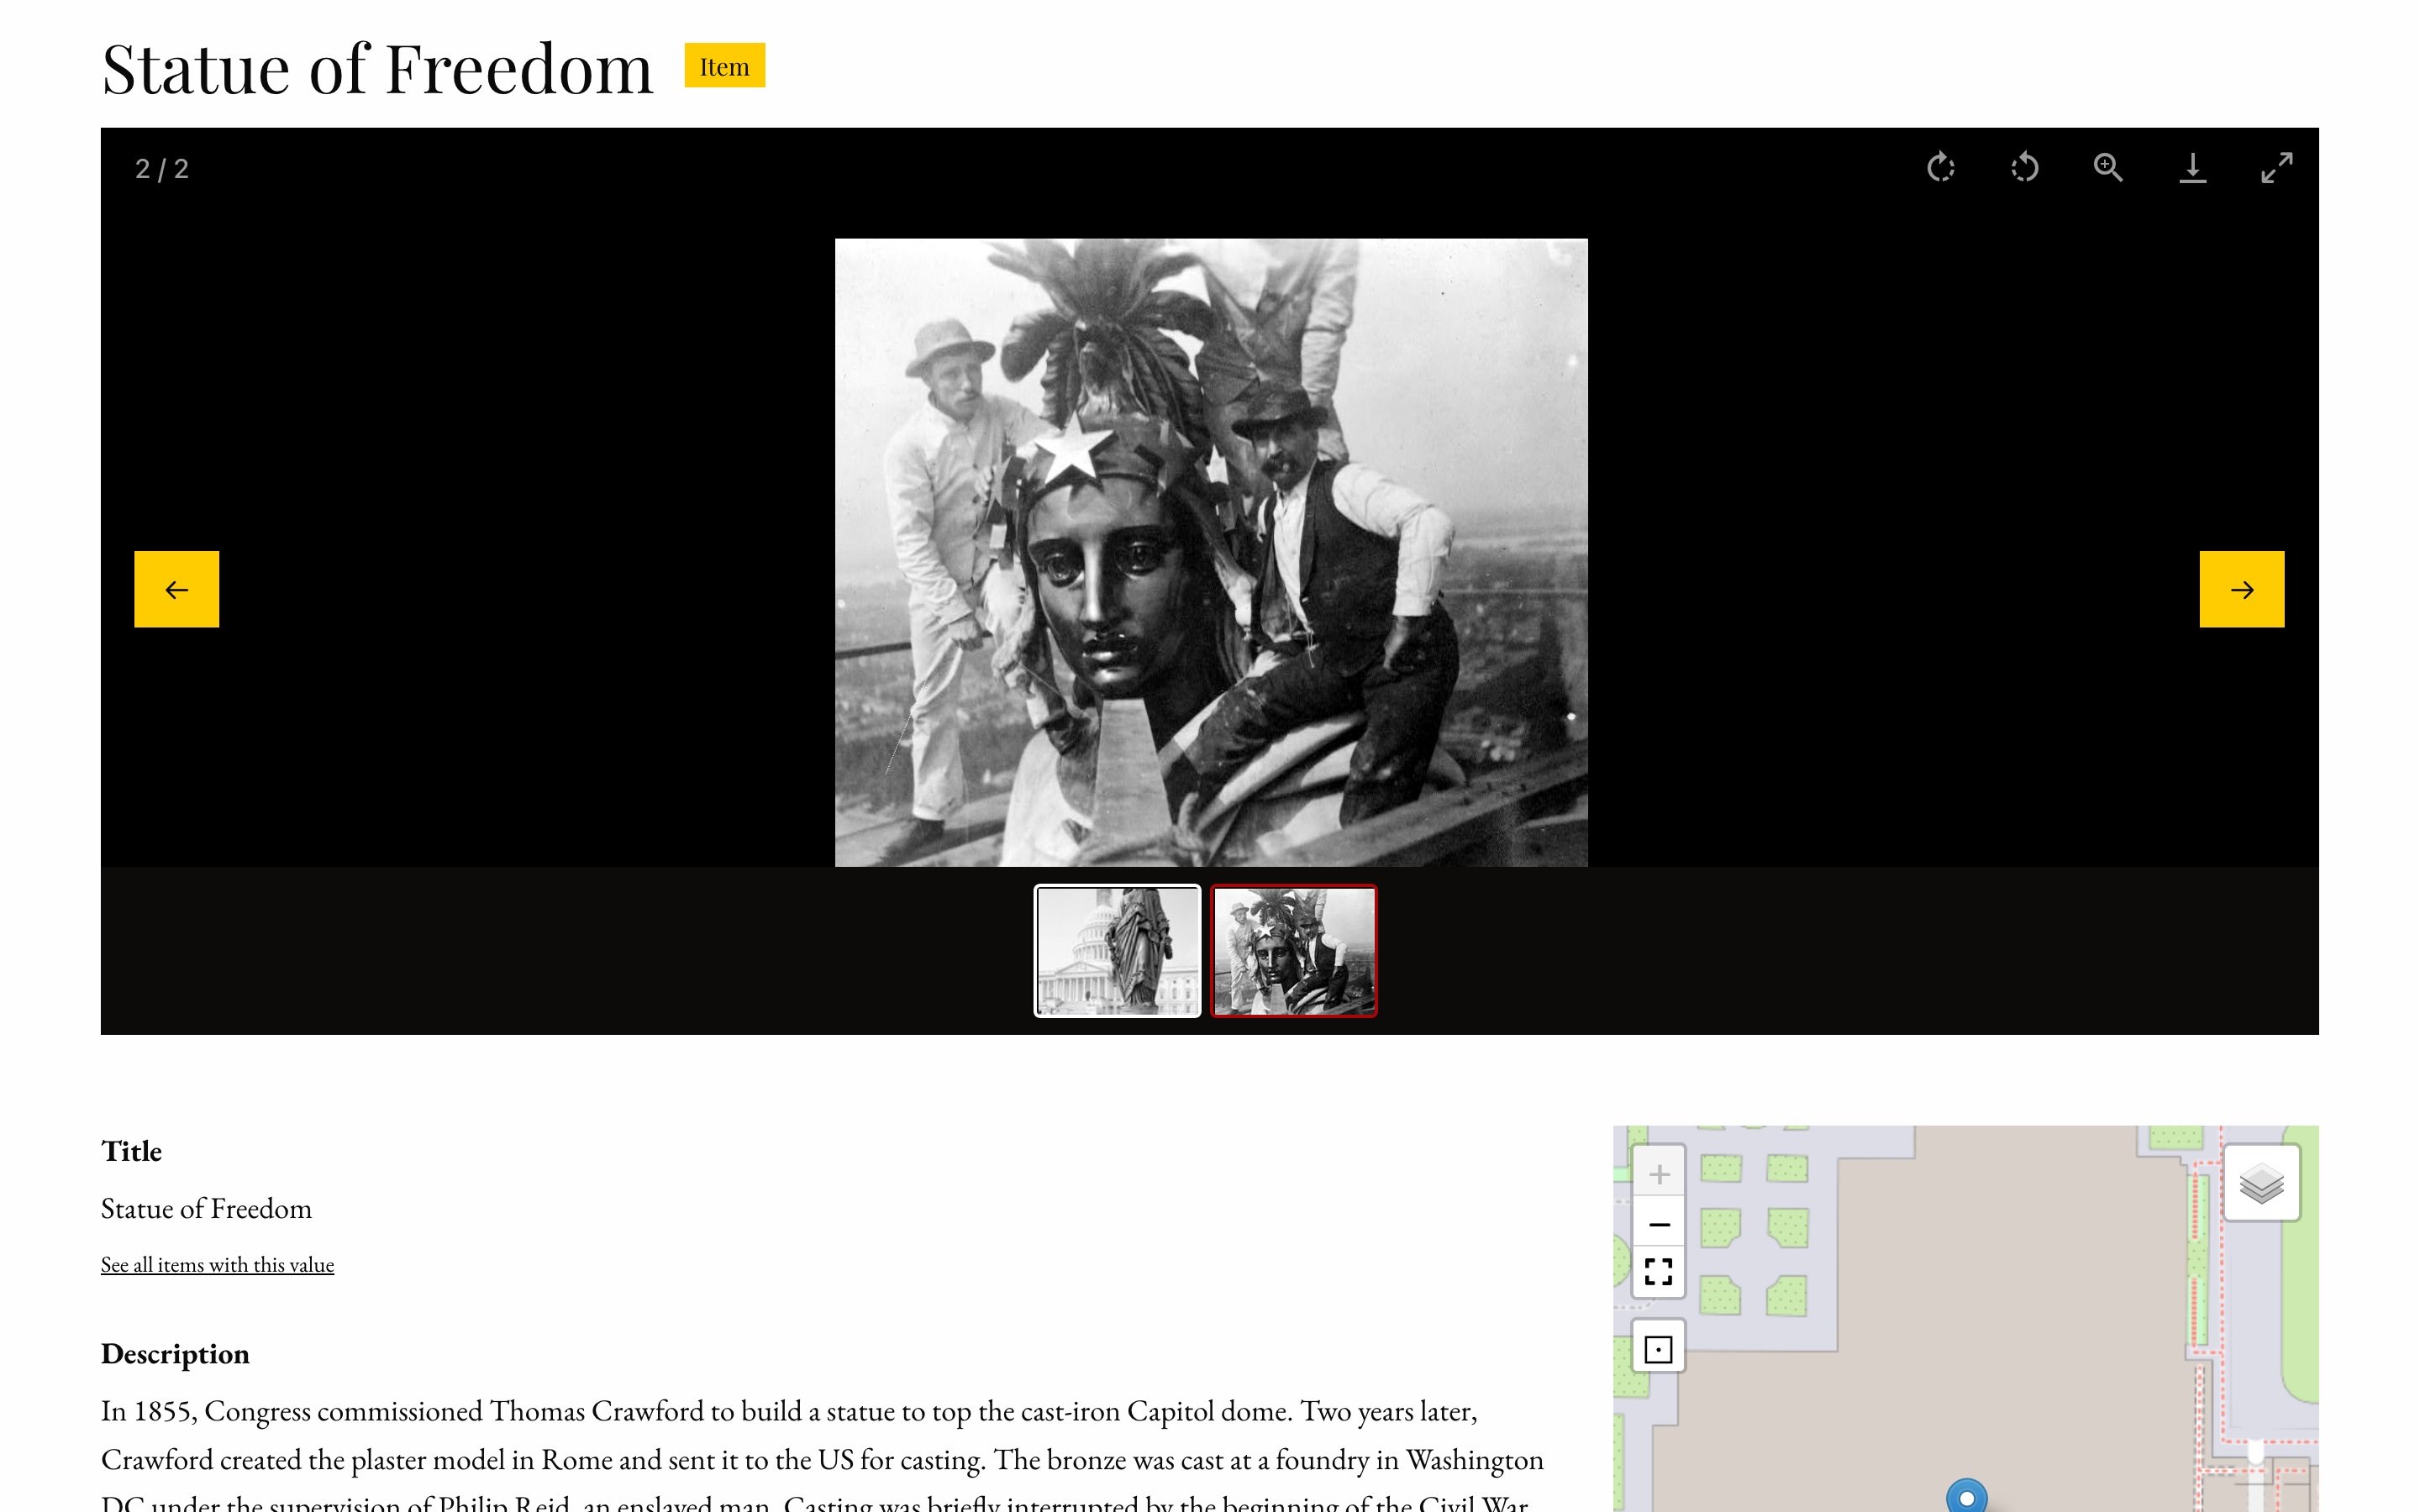 Statue of Freedom
Item
2 / 2
Title
Statue of Freedom
See all items with this value
Description
In 1855, Congress commissioned Thomas Crawford to build a statue to top the cast-iron Capitol dome. Two years later,
Crawford created the plaster model in Rome and sent it to the US for casting. The bronze was cast at a foundry in Washington
DC under the supervision of Philip Reid, an enslaved man. Casting was briefly interrupted by the beginning of the Civil War